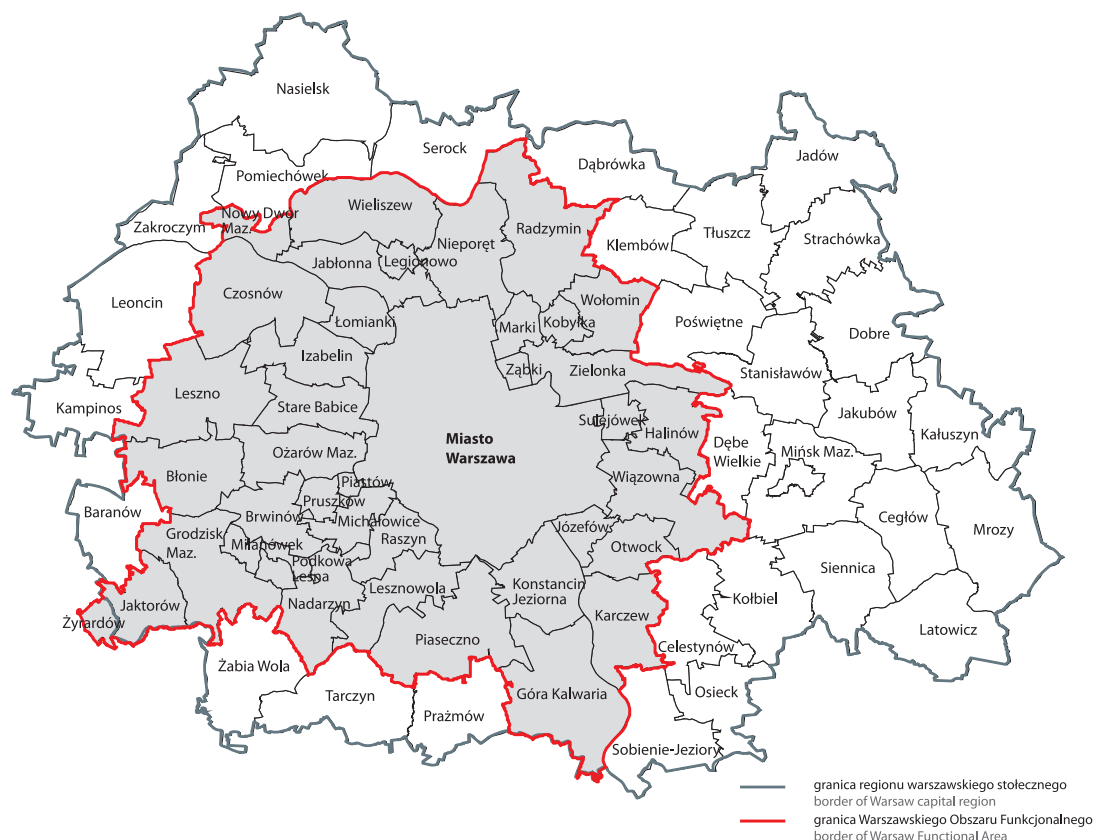 Nasielsk
Serock
Dąbrówka
Jadów
Pomiechówek
Wieliszew
Nowy Dwór
Maz.
Zakroczym
Radzymin
Nieporęt
Klembów
Tłuszcz
Strachówka
Jabłonna
Legionowo
Leoncin
Czosnów
Wołomin
Łomianki
Marki
Kobyłka
Poświętne
Dobre
Izabelin
Ząbki
Zielonka
Stanisławów
Leszno
Kampinos
Stare Babice
Sulejówek
Halinów
Jakubów
Kałuszyn
Miasto
Warszawa
Dębe
Wielkie
Mińsk Maz.
Ożarów Maz.
Błonie
Wiązowna
Piastów
Pruszków
Baranów
Brwinów
Michałowice
Cegłów
Mrozy
Józefów
Grodzisk
Maz.
Raszyn
Milanówek
Otwock
Podkowa
Leśna
Siennica
Lesznowola
Konstancin
Jeziorna
Kołbiel
Jaktorów
Nadarzyn
Karczew
Żyrardów
Latowicz
Piaseczno
Celestynów
Żabia Wola
Tarczyn
Góra Kalwaria
Osieck
Prażmów
Sobienie-Jeziory
granica regionu warszawskiego stołecznego
border of Warsaw capital region
granica Warszawskiego Obszaru Funkcjonalnego
border of Warsaw Functional Area